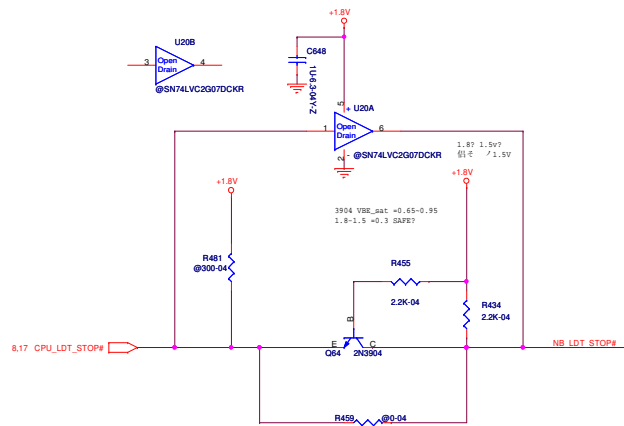 +1.8V
U20B
3
Open
Drain
4
@SN74LVC2G07DCKR
C648
1U-6.3-04Y-Z
5
+
U20A
1
Open
Drain
6
-
2
@SN74LVC2G07DCKR
1.8? 1.5v?
1.5V
+1.8V
+1.8V
3904 VBE_sat =0.65-0.95
1.8-1.5 =0.3 SAFE?
R481
@300-04
R455
2.2K-04
R434
2.2K-04
B
E
C
Q64
2N3904
8,17 CPU_LDT_STOP#
NB_LDT_STOP#
R459
@0-04